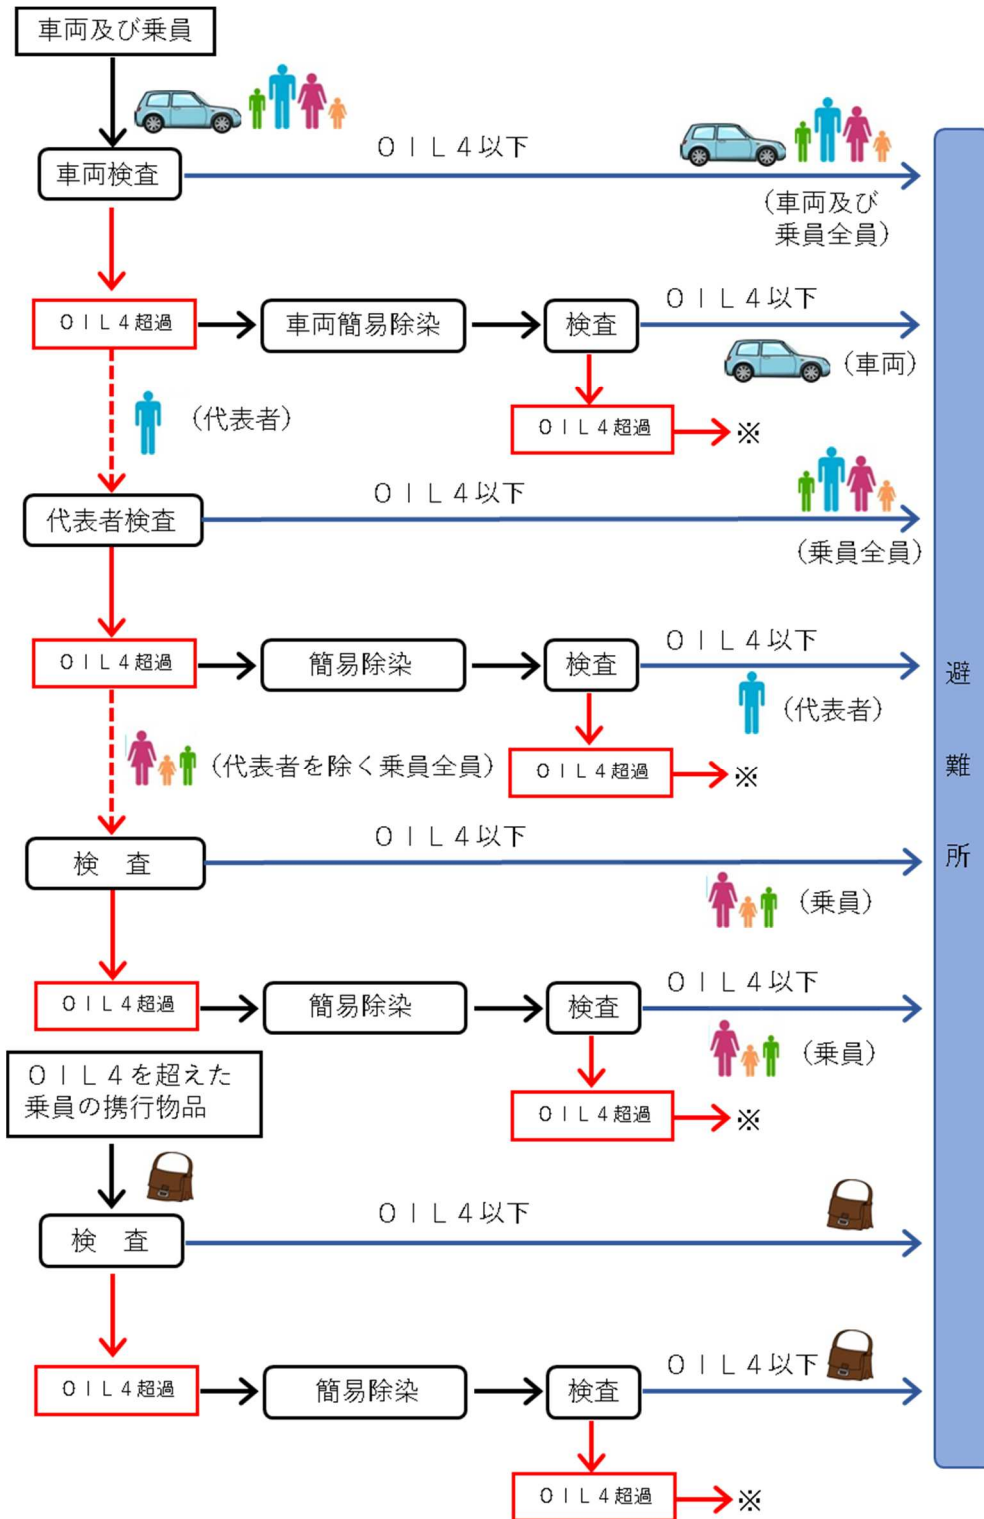 車両及び乗員
ＯＩＬ４以下
車両検査
（車両及び
乗員全員）
ＯＩＬ４以下
ＯＩＬ４超過
車両簡易除染
検査
（車両）
（代表者）
ＯＩＬ４超過
※
ＯＩＬ４以下
代表者検査
（乗員全員）
ＯＩＬ４以下
ＯＩＬ４超過
簡易除染
検査
（代表者）
（代表者を除く乗員全員）
ＯＩＬ４超過
※
ＯＩＬ４以下
検　査
（乗員）
ＯＩＬ４以下
ＯＩＬ４超過
簡易除染
検査
（乗員）
ＯＩＬ４を超えた
乗員の携行物品
ＯＩＬ４超過
※
ＯＩＬ４以下
検　査
ＯＩＬ４以下
ＯＩＬ４超過
簡易除染
検査
ＯＩＬ４超過
※
避
難
所